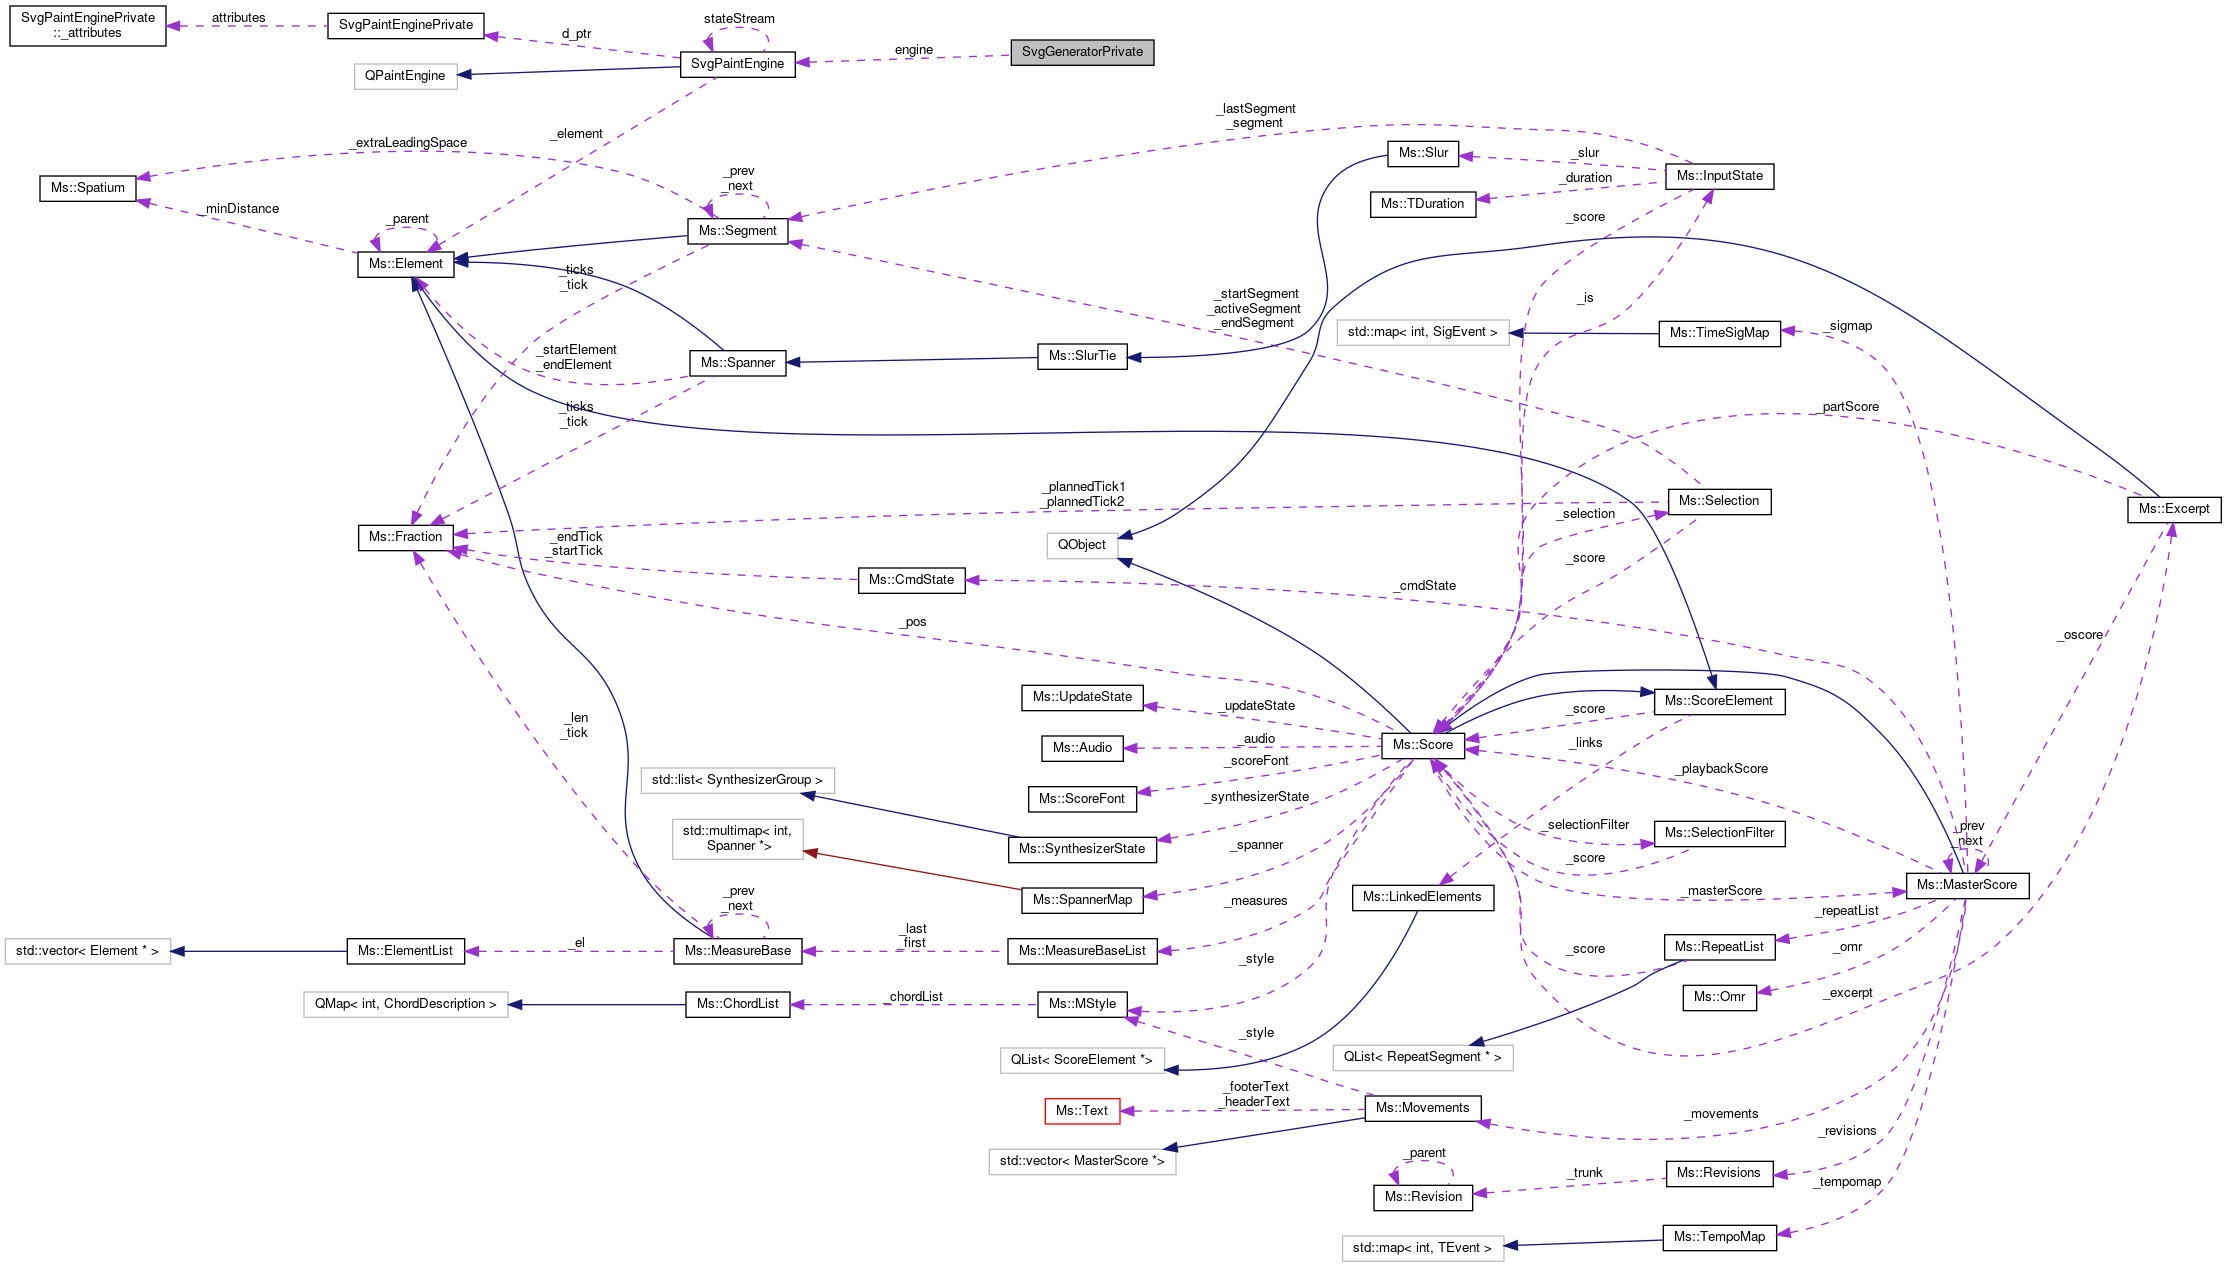 SvgPaintEnginePrivate
::_attributes
attributes
SvgPaintEnginePrivate
d_ptr
stateStream
SvgPaintEngine
engine
SvgGeneratorPrivate
QPaintEngine
_element
_extraLeadingSpace
_lastSegment
_segment
Ms::Slur
_slur
Ms::InputState
_duration
Ms::TDuration
Ms::Spatium
_minDistance
_prev
_next
Ms::Segment
_parent
Ms::Element
_score
_ticks
_tick
_is
_startSegment
_activeSegment
_endSegment
std::map< int, SigEvent >
Ms::TimeSigMap
_sigmap
_startElement
_endElement
Ms::Spanner
Ms::SlurTie
_ticks
_tick
_partScore
_plannedTick1
_plannedTick2
Ms::Selection
Ms::Excerpt
_selection
Ms::Fraction
_endTick
_startTick
QObject
_score
Ms::CmdState
_cmdState
_pos
_oscore
Ms::UpdateState
_updateState
Ms::ScoreElement
_score
_len
_tick
Ms::Audio
_audio
Ms::Score
_links
_scoreFont
_playbackScore
std::list< SynthesizerGroup >
Ms::ScoreFont
_synthesizerState
std::multimap< int,
Spanner *>
Ms::SynthesizerState
_selectionFilter
Ms::SelectionFilter
_prev
_next
_spanner
_score
Ms::MasterScore
Ms::SpannerMap
Ms::LinkedElements
_masterScore
_prev
_next
_measures
_repeatList
std::vector< Element * >
Ms::ElementList
_el
Ms::MeasureBase
_last
_first
Ms::MeasureBaseList
_score
Ms::RepeatList
_omr
_style
QMap< int, ChordDescription >
Ms::ChordList
_chordList
Ms::MStyle
Ms::Omr
_excerpt
_style
QList< ScoreElement *>
QList< RepeatSegment * >
_footerText
_headerText
Ms::Text
Ms::Movements
_movements
_revisions
std::vector< MasterScore *>
_parent
_trunk
Ms::Revisions
_tempomap
Ms::Revision
Ms::TempoMap
std::map< int, TEvent >